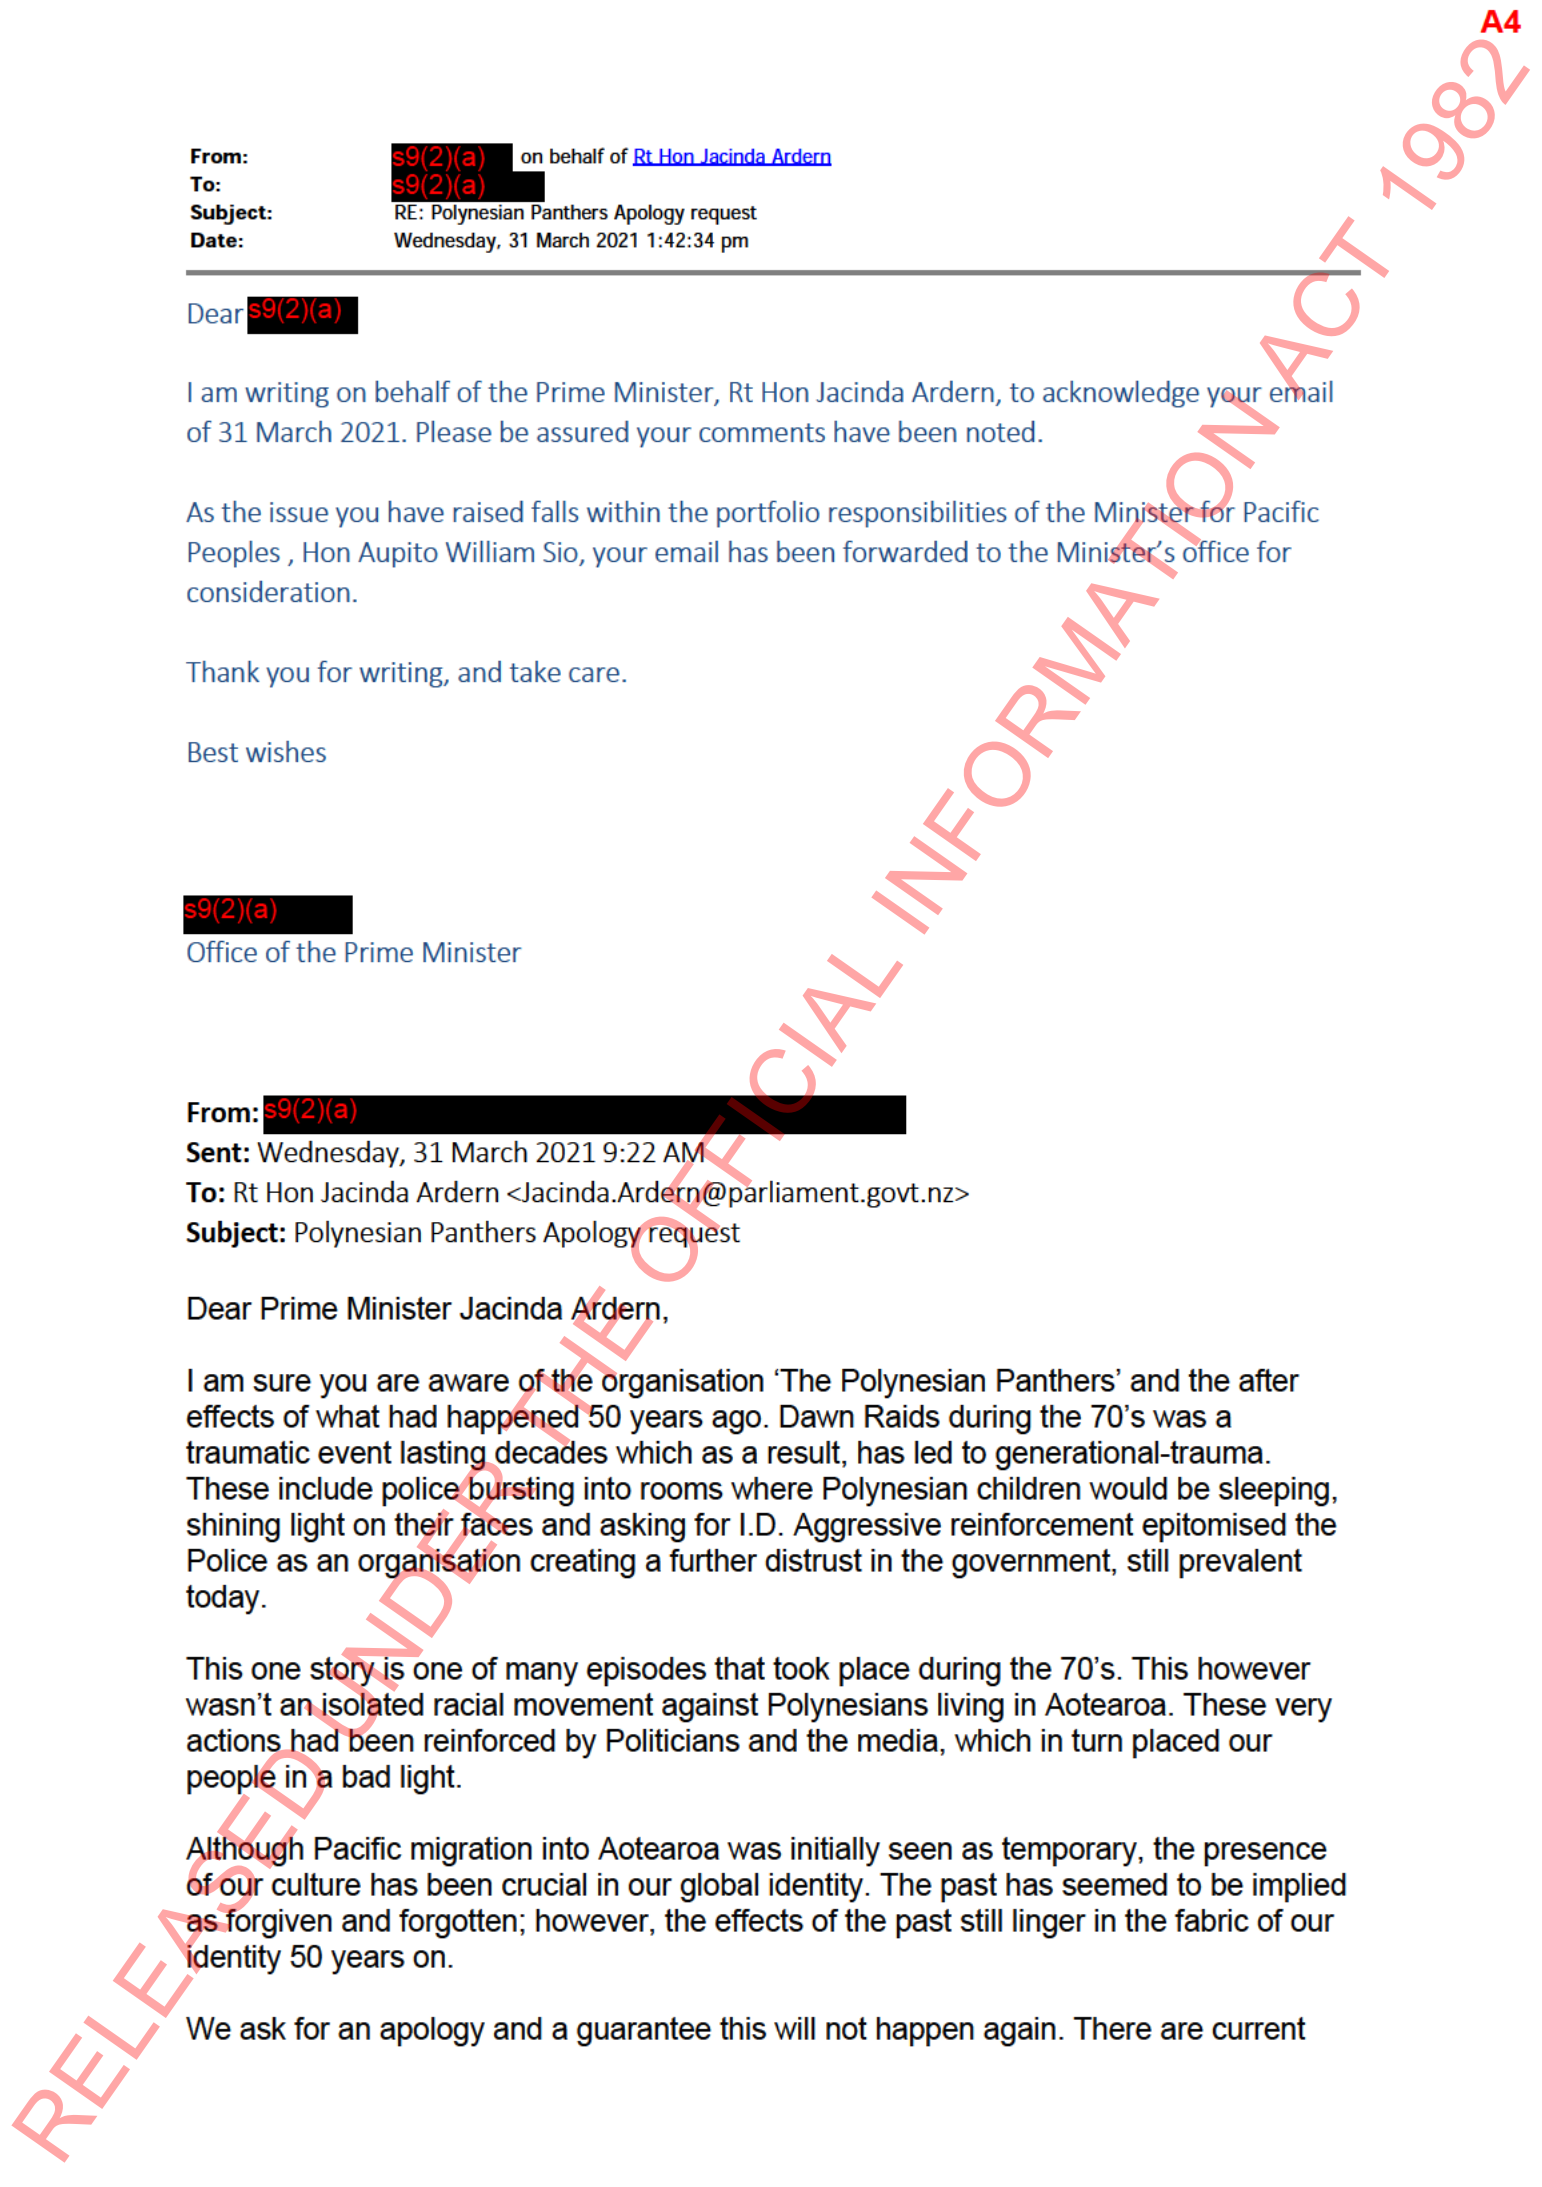 A4
From: s9(2)(a) on behalf of Rt Hon Jacinda Ardern
To: s9(2)(a)
Subject: RE: Polynesian Panthers Apology request
Date: Wednesday, 31 March 2021 1:42:34 pm
Dear s9(2)(a)
I am writing on behalf of the Prime Minister, Rt Hon Jacinda Ardern, to acknowledge your email
of 31 March 2021. Please be assured your comments have been noted.
As the issue you have raised falls within the portfolio responsibilities of the Minister for Pacific
Peoples , Hon Aupito William Sio, your email has been forwarded to the Minister’s office for
consideration.
Thank you for writing, and take care.
Best wishes
s9(2)(a)
Office of the Prime Minister
From: s9(2)(a)
Sent: Wednesday, 31 March 2021 9:22 AM
To: Rt Hon Jacinda Ardern <Jacinda.Ardern@parliament.govt.nz>
Subject: Polynesian Panthers Apology request
Dear Prime Minister Jacinda Ardern,
I am sure you are aware of the organisation ‘The Polynesian Panthers’ and the after
effects of what had happened 50 years ago. Dawn Raids during the 70’s was a
traumatic event lasting decades which as a result, has led to generational-trauma.
These include police bursting into rooms where Polynesian children would be sleeping,
shining light on their faces and asking for I.D. Aggressive reinforcement epitomised the
Police as an organisation creating a further distrust in the government, still prevalent
today.
This one story is one of many episodes that took place during the 70’s. This however
wasn’t an isolated racial movement against Polynesians living in Aotearoa. These very
actions had been reinforced by Politicians and the media, which in turn placed our
people in a bad light.
Although Pacific migration into Aotearoa was initially seen as temporary, the presence
of our culture has been crucial in our global identity. The past has seemed to be implied
as forgiven and forgotten; however, the effects of the past still linger in the fabric of our
identity 50 years on.
We ask for an apology and a guarantee this will not happen again. There are current
RELEASED UNDER THE OFFICIAL INFORMATION ACT 1982